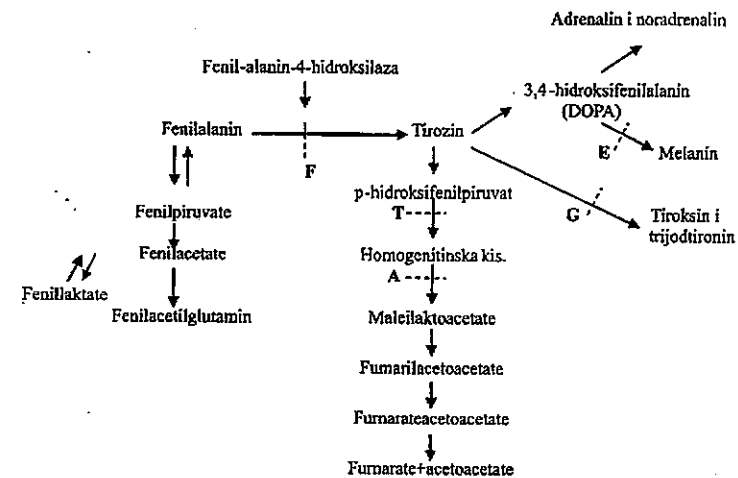 Adrenalin i noradrenalin
Fenil-alanin-4-hidroksilaza
3,4-hidroksifenilalanin
(DOPA)
Fenilalanin
Tirozin
E
Melanin
F
p-hidroksifenilpiruvat
Fenilpiruvate
T
G
Tiroksin i
trijodtironin
Fenilacetate
Homogenitinska kis.
A
Fenillaktate
Fenilacetilglutamin
Maleilaktoacetate
Fumarilacetoacetate
Fumarateacetoacetate
Fumarate+acetoacetate